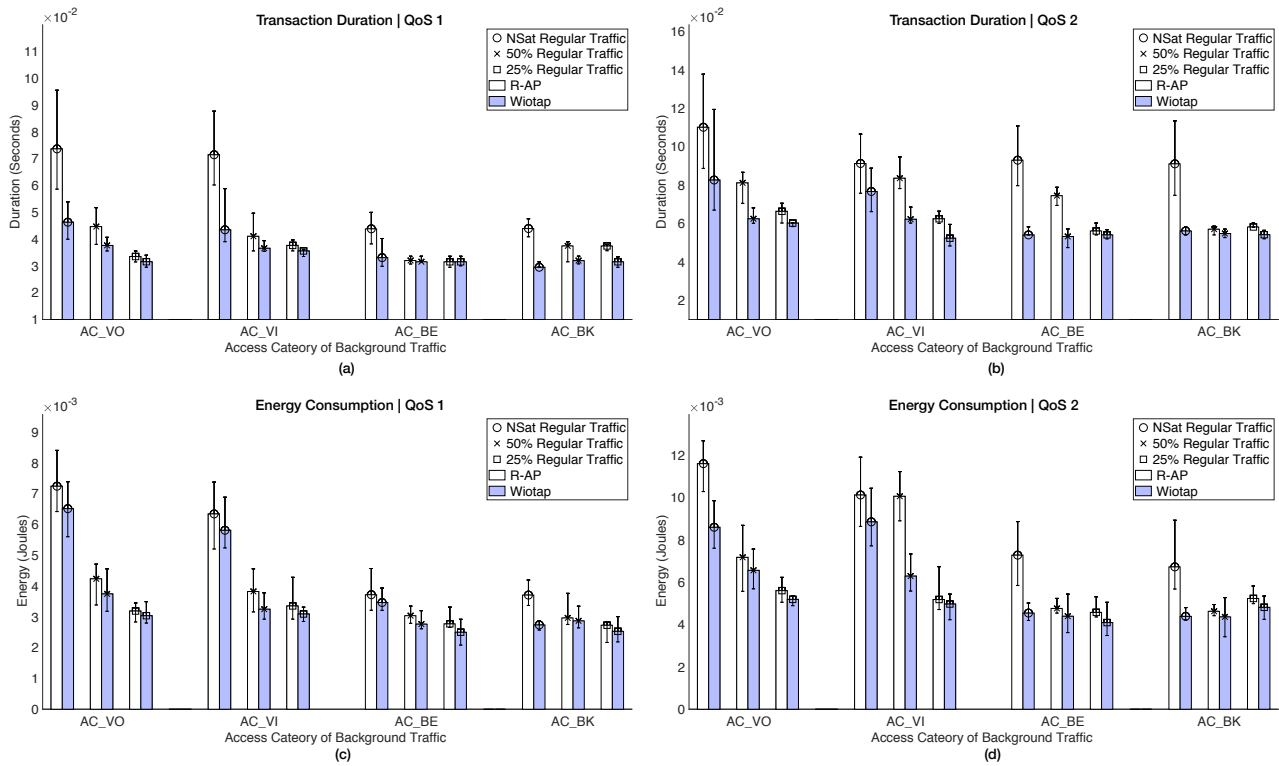 Transaction Duration | QoS 1
×10⁻²
Duration (Seconds)
11
10
9
8
7
6
5
4
3
2
1
NSat Regular Traffic
50% Regular Traffic
25% Regular Traffic
R-AP
Wiotap
AC_VO AC_VI AC_BE AC_BK
Access Cateory of Background Traffic
(a)
Transaction Duration | QoS 2
×10⁻²
Duration (Seconds)
16
14
12
10
8
6
4
2
NSat Regular Traffic
50% Regular Traffic
25% Regular Traffic
R-AP
Wiotap
AC_VO AC_VI AC_BE AC_BK
Access Cateory of Background Traffic
(b)
Energy Consumption | QoS 1
×10⁻³
Energy (Joules)
9
8
7
6
5
4
3
2
1
0
NSat Regular Traffic
50% Regular Traffic
25% Regular Traffic
R-AP
Wiotap
AC_VO AC_VI AC_BE AC_BK
Access Cateory of Background Traffic
(c)
Energy Consumption | QoS 2
×10⁻³
Energy (Joules)
12
10
8
6
4
2
0
NSat Regular Traffic
50% Regular Traffic
25% Regular Traffic
R-AP
Wiotap
AC_VO AC_VI AC_BE AC_BK
Access Cateory of Background Traffic
(d)